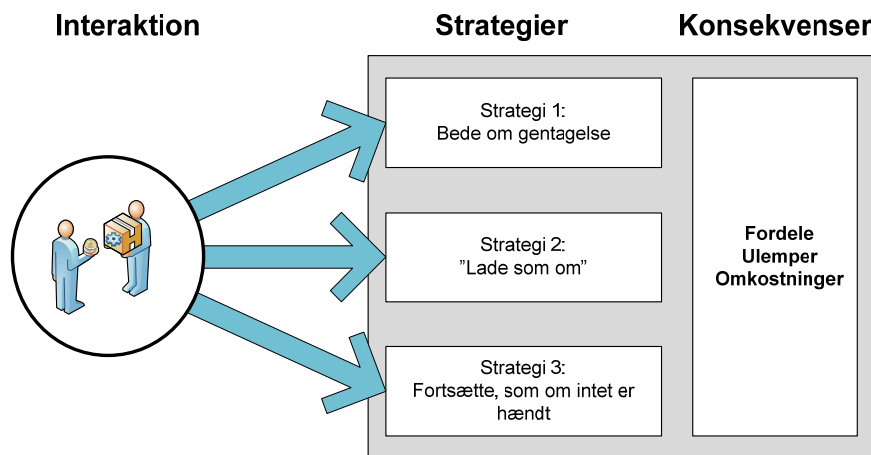 Interaktion
Strategier
Konsekvenser
Strategi 1:
Bede om gentagelse
Strategi 2:
”Lade som om”
Strategi 3:
Fortsætte, som om intet er
hændt
Fordele
Ulemper
Omkostninger